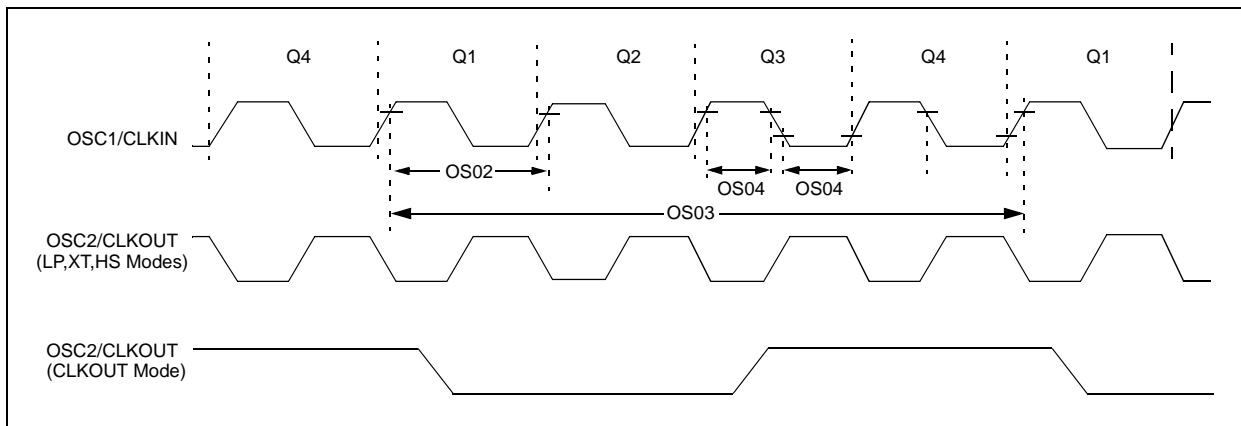 Q4 Q1 Q2 Q3 Q4 Q1
OSC1/CLKIN
OS02
OS04 OS04
OS03
OSC2/CLKOUT
(LP,XT,HS Modes)
OSC2/CLKOUT
(CLKOUT Mode)